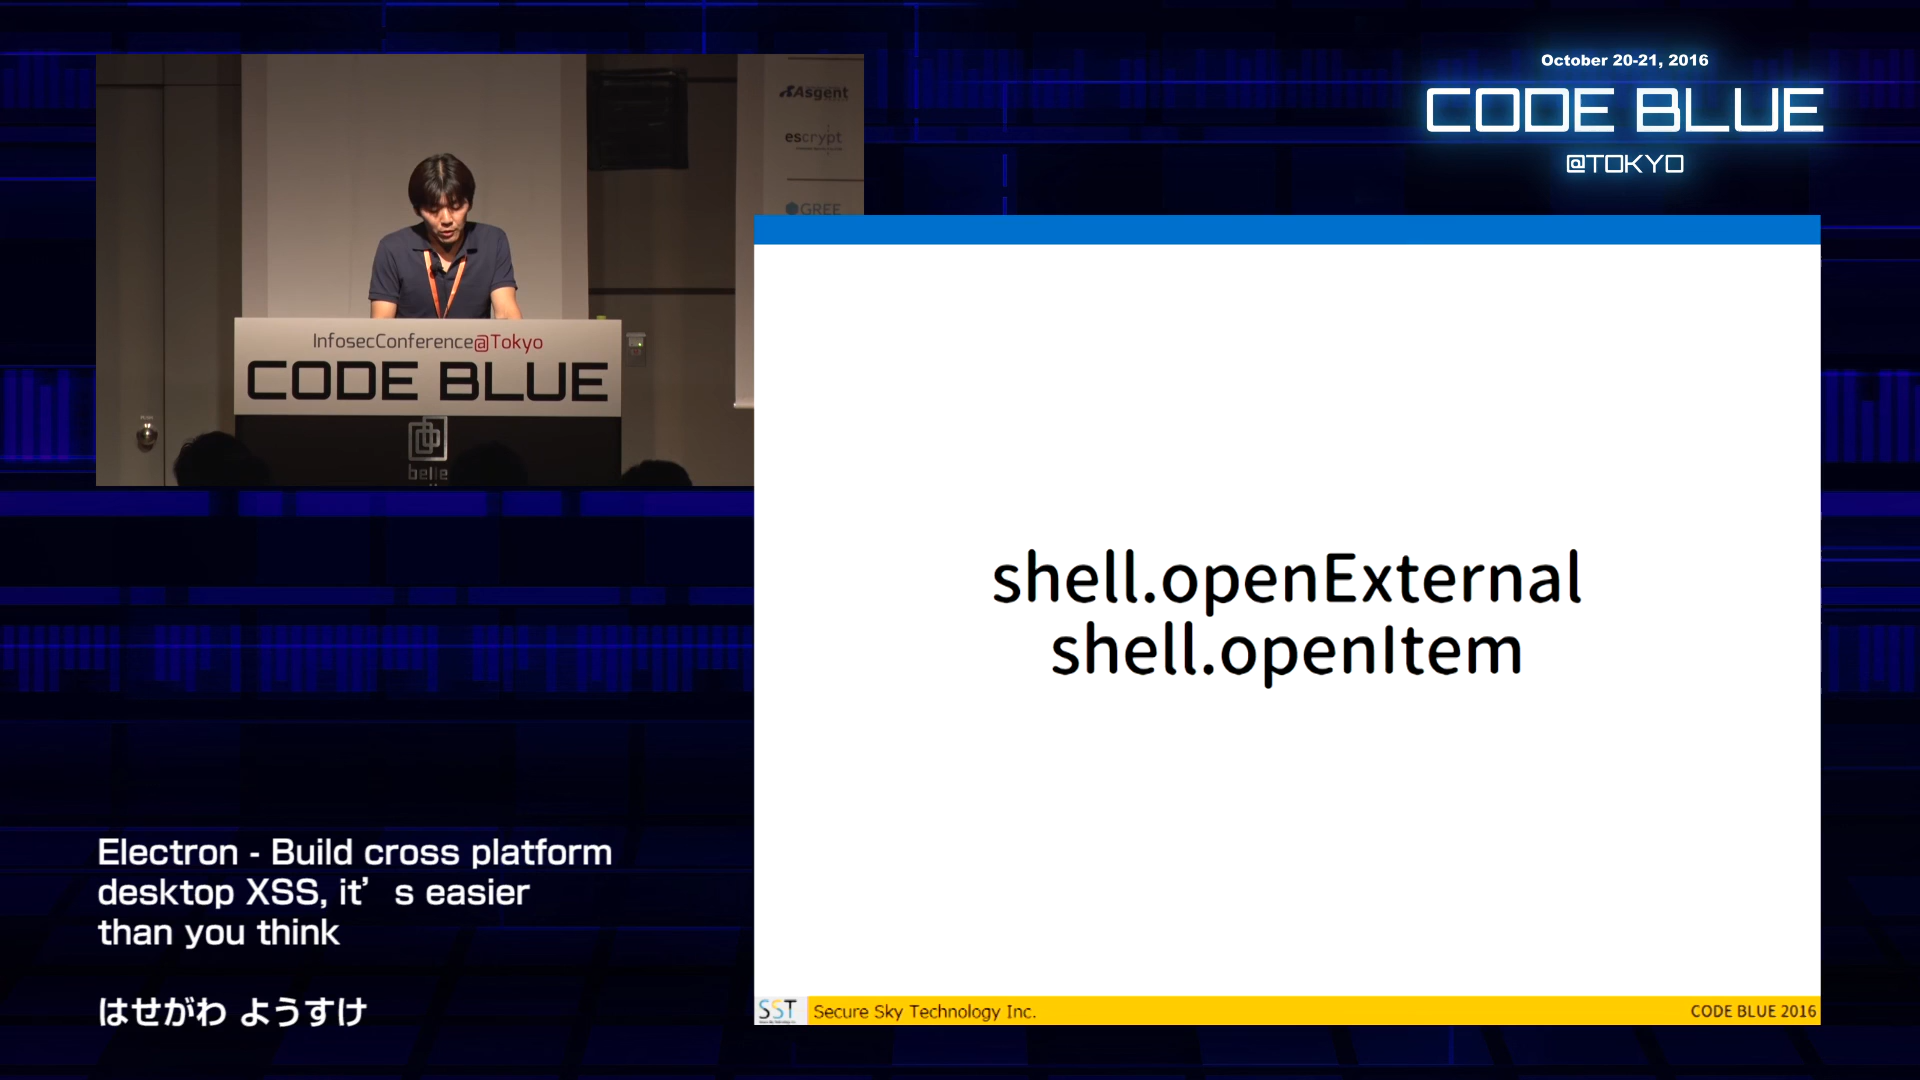 October 20-21, 2016
CODE BLUE
@TOKYO
Asgent
escrypt
GREE
InfosecConference@Tokyo
CODE BLUE
belle
shell.openExternal
shell.openItem
Electron - Build cross platform
desktop XSS, it’s easier
than you think
はせがわ ようすけ
SST
Secure Sky Technology Inc.
CODE BLUE 2016